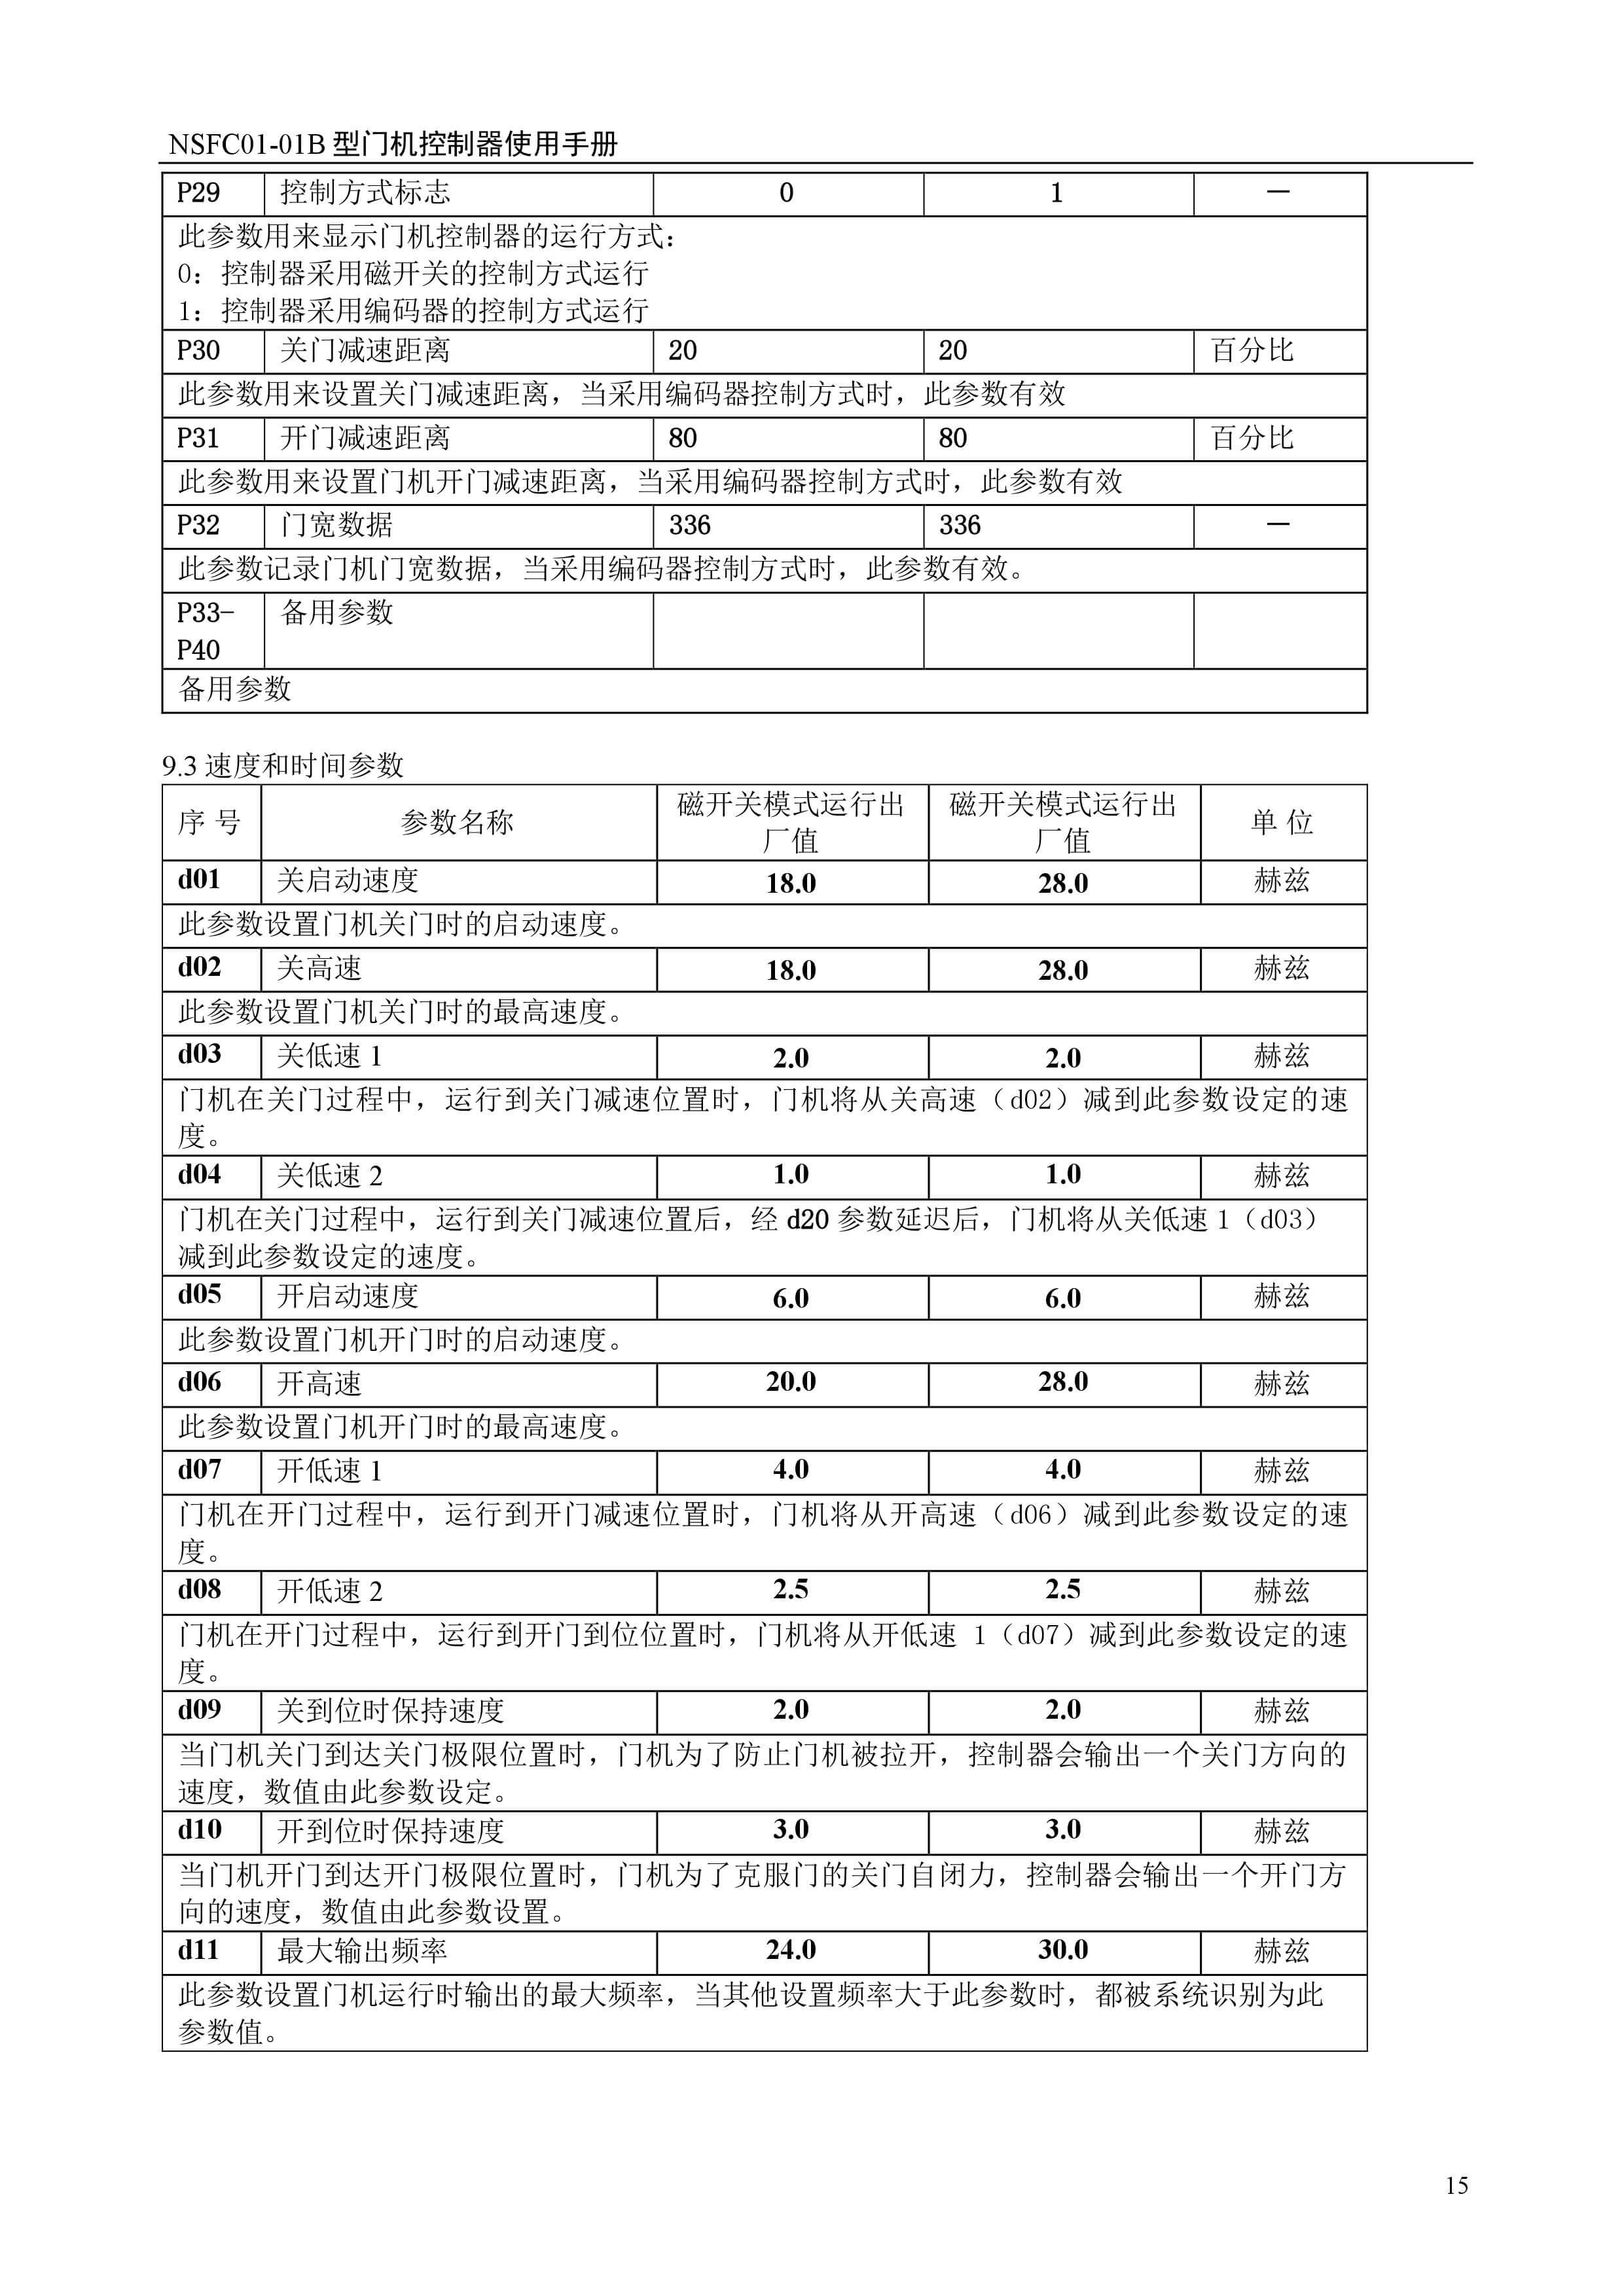 NSFC01-01B 型门机控制器使用手册
P29 控制方式标志 0 1 —
此参数用来显示门机控制器的运行方式：
0：控制器采用磁开关的控制方式运行
1：控制器采用编码器的控制方式运行
P30 关门减速距离 20 20 百分比
此参数用来设置关门减速距离，当采用编码器控制方式时，此参数有效
P31 开门减速距离 80 80 百分比
此参数用来设置门机开门减速距离，当采用编码器控制方式时，此参数有效
P32 门宽数据 336 336 —
此参数记录门机门宽数据，当采用编码器控制方式时，此参数有效。
P33- 备用参数
P40
备用参数
9.3 速度和时间参数
序 号 参数名称 磁开关模式运行出 磁开关模式运行出 单 位
厂值 厂值
d01 关启动速度 18.0 28.0 赫兹
此参数设置门机关门时的启动速度。
d02 关高速 18.0 28.0 赫兹
此参数设置门机关门时的最高速度。
d03 关低速 1 2.0 2.0 赫兹
门机在关门过程中，运行到关门减速位置时，门机将从关高速（d02）减到此参数设定的速
度。
d04 关低速 2 1.0 1.0 赫兹
门机在关门过程中，运行到关门减速位置后，经 d20 参数延迟后，门机将从关低速 1（d03）
减到此参数设定的速度。
d05 开启动速度 6.0 6.0 赫兹
此参数设置门机开门时的启动速度。
d06 开高速 20.0 28.0 赫兹
此参数设置门机开门时的最高速度。
d07 开低速 1 4.0 4.0 赫兹
门机在开门过程中，运行到开门减速位置时，门机将从开高速（d06）减到此参数设定的速
度。
d08 开低速 2 2.5 2.5 赫兹
门机在开门过程中，运行到开门到位位置时，门机将从开低速 1（d07）减到此参数设定的速
度。
d09 关到位时保持速度 2.0 2.0 赫兹
当门机关门到达关门极限位置时，门机为了防止门机被拉开，控制器会输出一个关门方向的
速度，数值由此参数设定。
d10 开到位时保持速度 3.0 3.0 赫兹
当门机开门到达开门极限位置时，门机为了克服门的关门自闭力，控制器会输出一个开门方
向的速度，数值由此参数设置。
d11 最大输出频率 24.0 30.0 赫兹
此参数设置门机运行时输出的最大频率，当其他设置频率大于此参数时，都被系统识别为此
参数值。
15